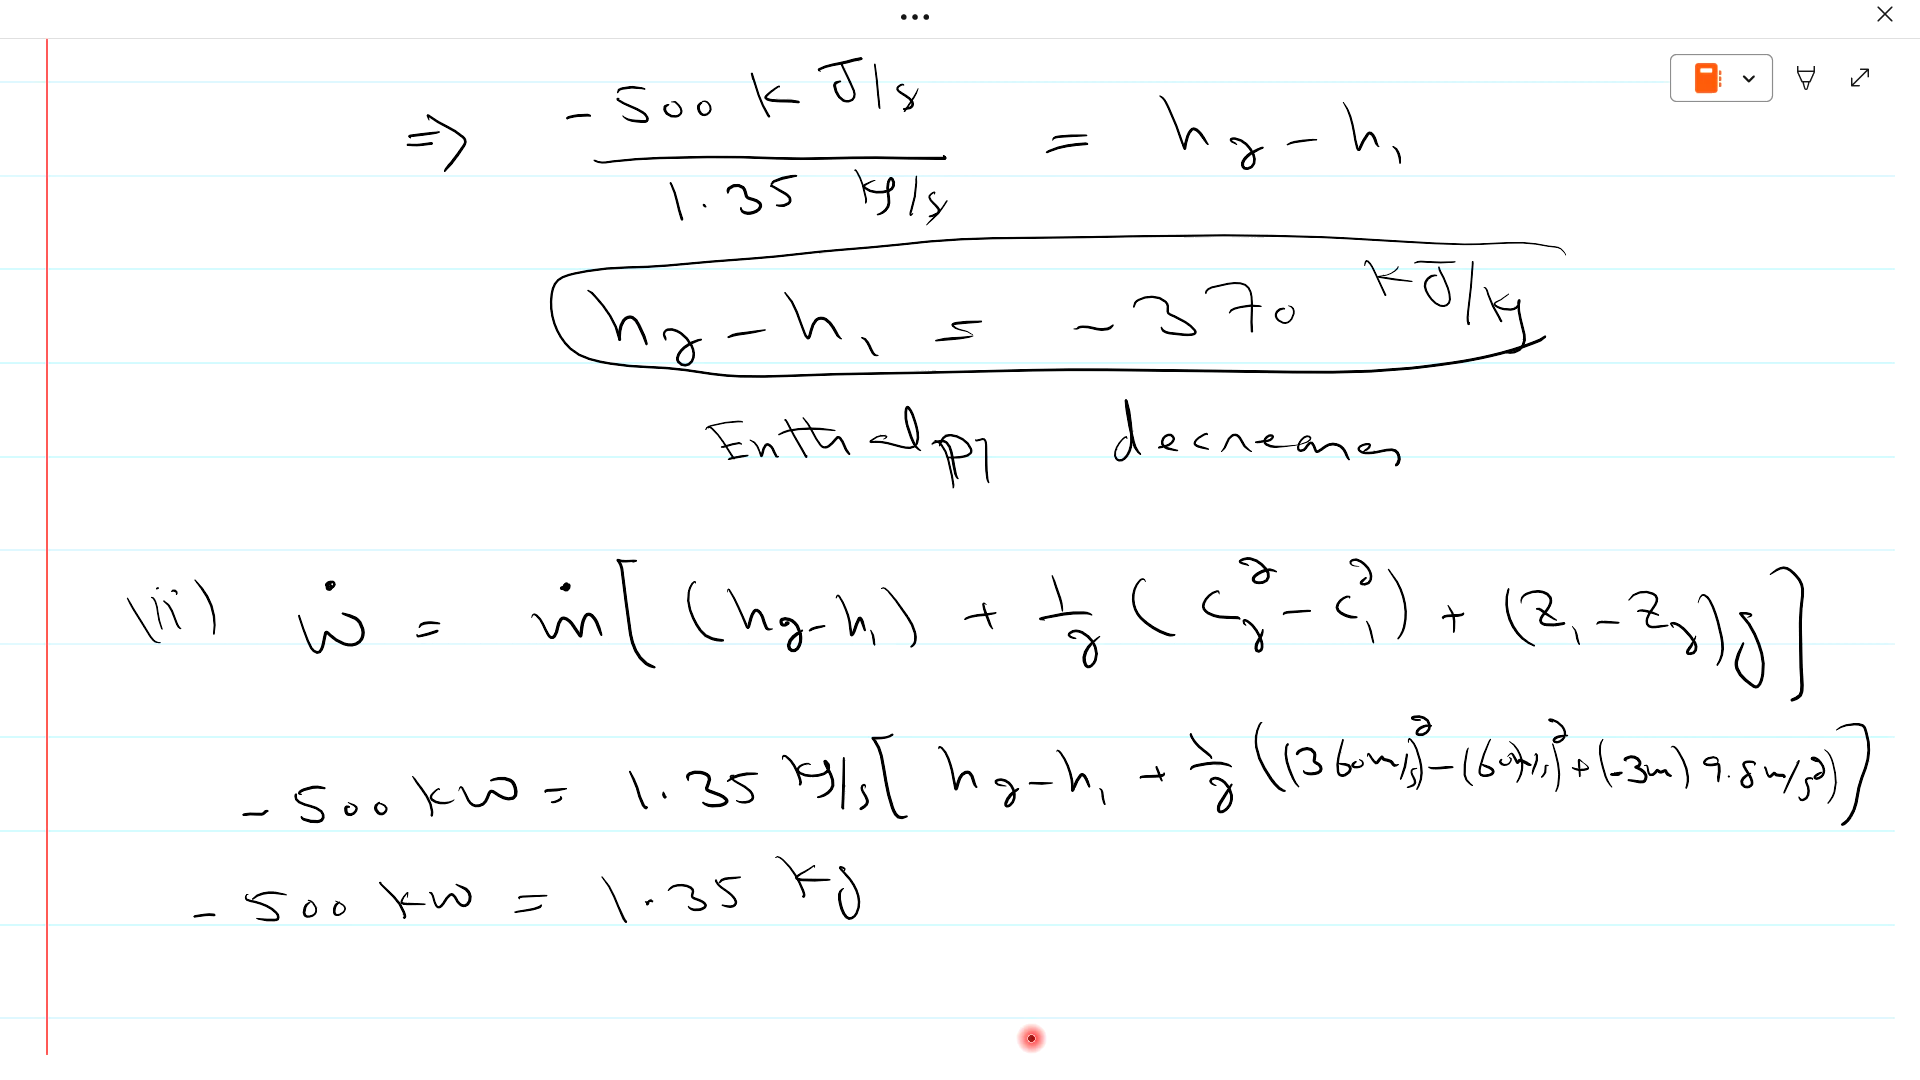 ⇒ -500 kJ/s / 1.35 kg/s = h₂ - h₁
h₂ - h₁ = -370 kJ/kg
Enthalpy decreases
(ii) ẇ = ṁ[(h₂-h₁) + 1/2 (c₂² - c₁²) + (z₁ - z₂)g]
-500 kW = 1.35 kg/s [h₂-h₁ + 1/2 ((360m/s)² - (60m/s)² + (-3m) 9.8m/s²)]
-500 kW = 1.35 kg